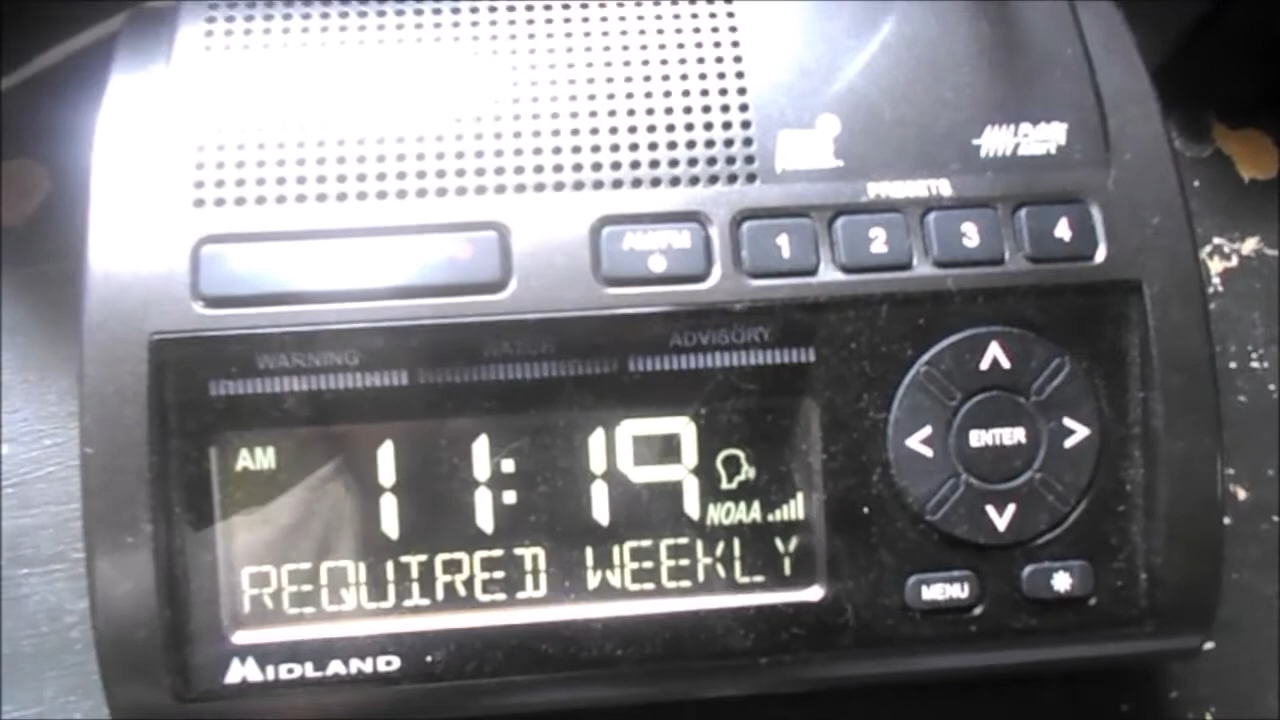 PRESETS
AM/FM
1 2 3 4
WARNING WATCH ADVISORY
AM 11:19
NOAA
REQUIRED WEEKLY
ENTER
MENU
MIDLAND